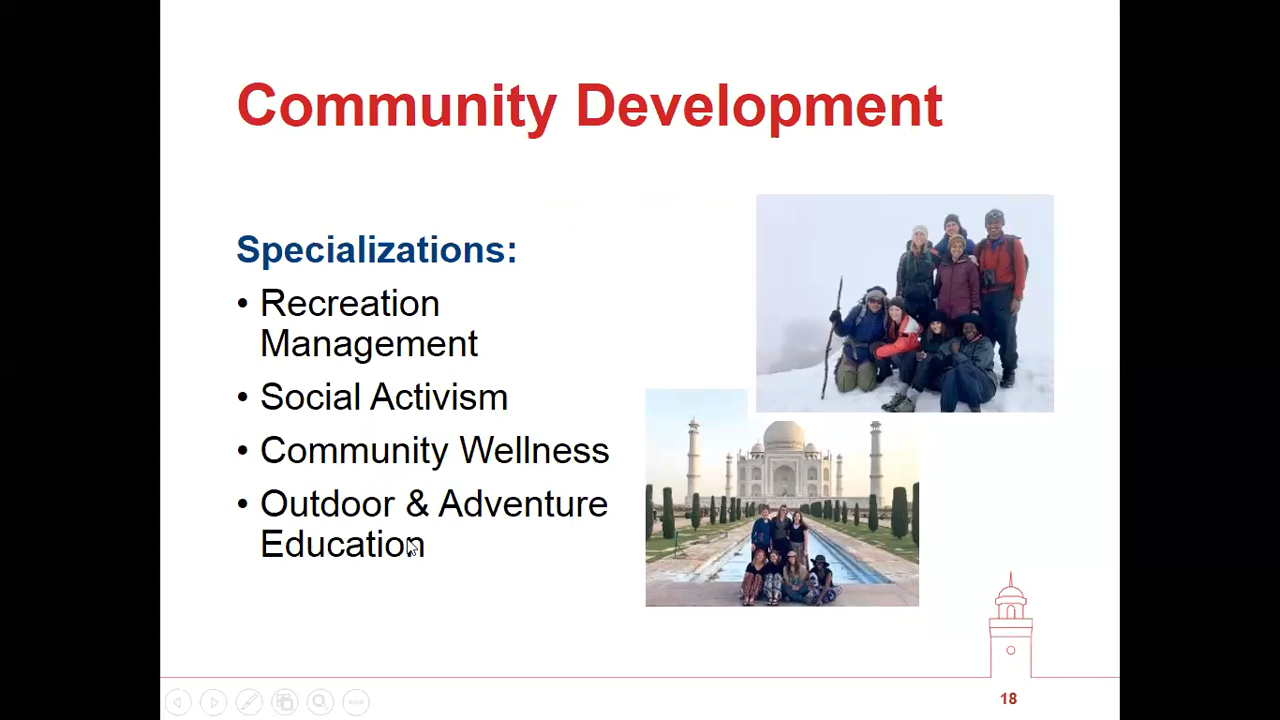 Community Development
Specializations:
• Recreation
Management
• Social Activism
• Community Wellness
• Outdoor & Adventure
Education
18